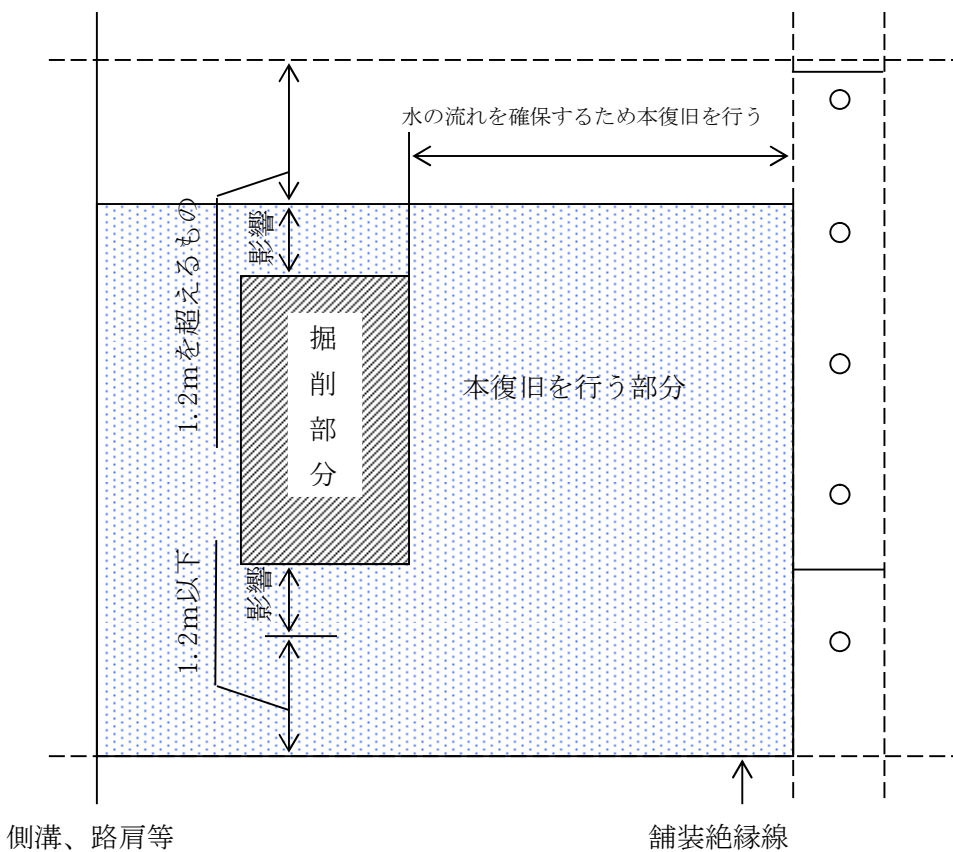 水の流れを確保するため本復旧を行う
影響
1.2mを超えるもの
掘削部分
本復旧を行う部分
影響
1.2m以下
側溝、路肩等
舗装絶縁線